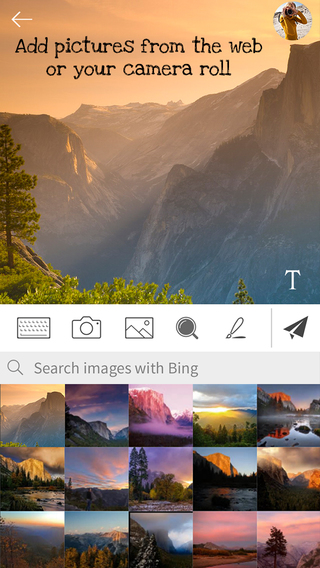 Add pictures from the web
or your camera roll
T
Search images with Bing